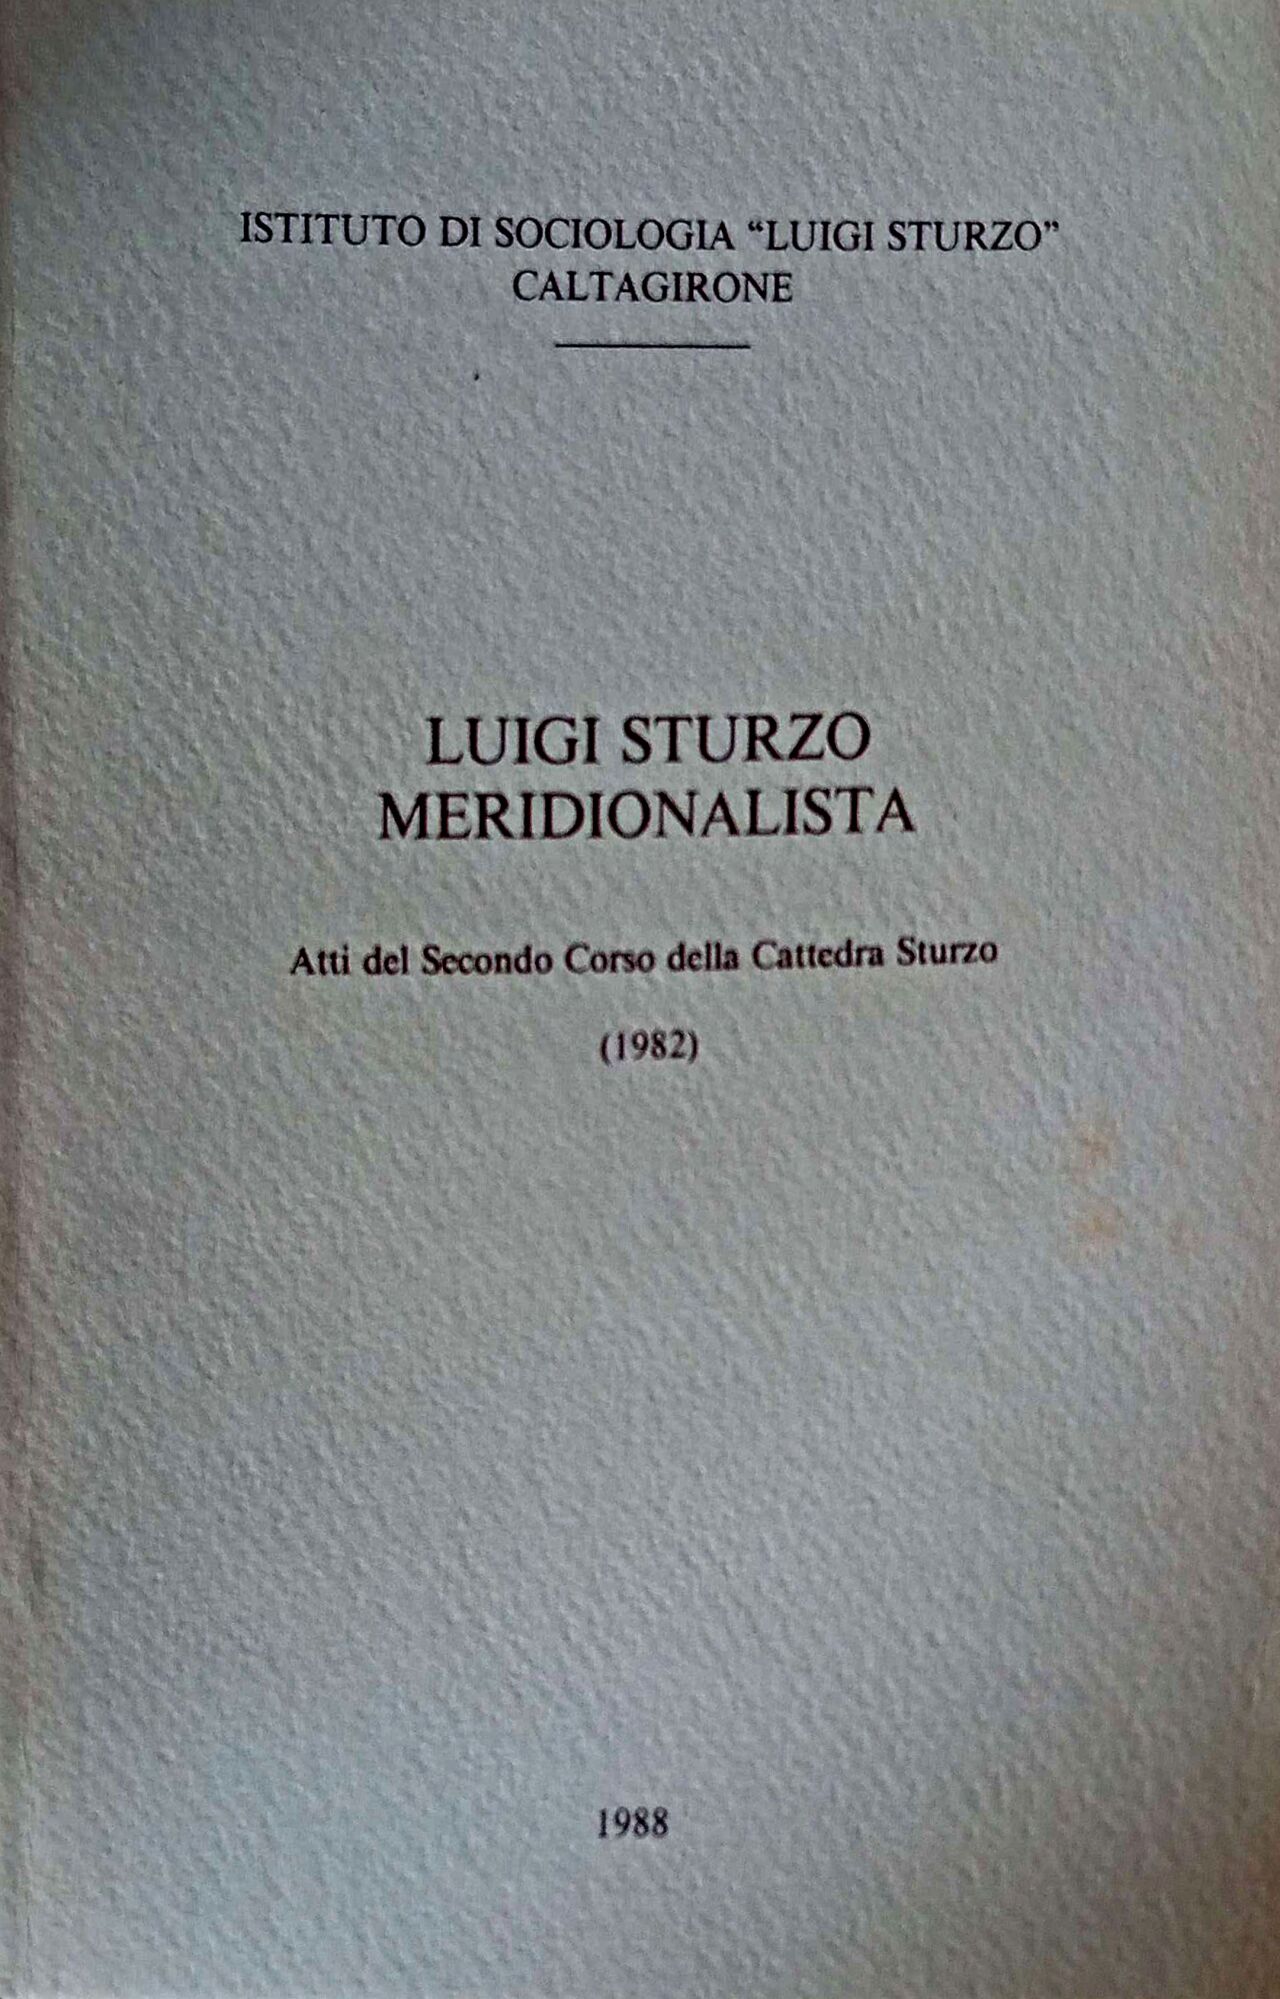 ISTITUTO DI SOCIOLOGIA “LUIGI STURZO”
CALTAGIRONE
LUIGI STURZO
MERIDIONALISTA
Atti del Secondo Corso della Cattedra Sturzo
(1982)
1988